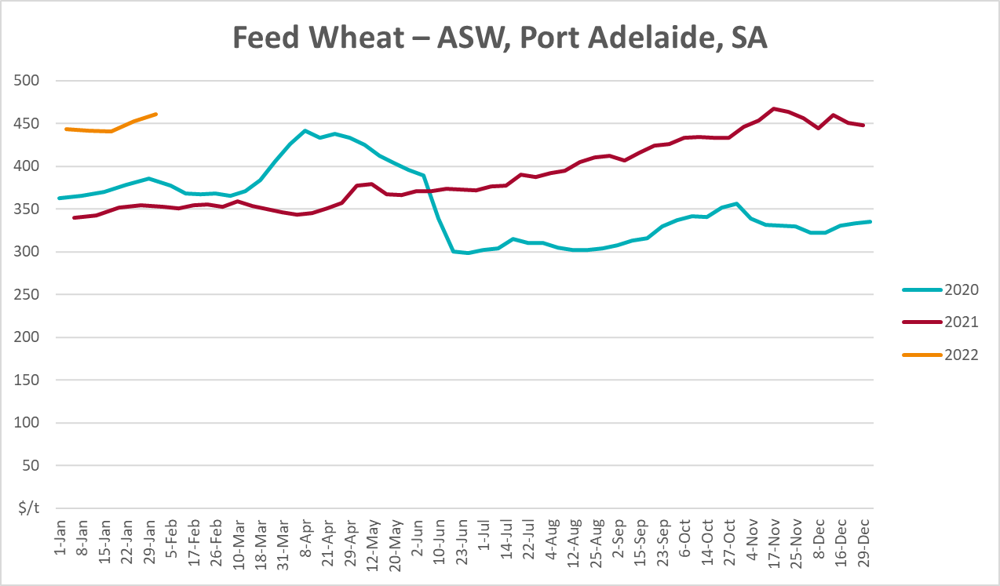 Feed Wheat – ASW, Port Adelaide, SA
500
450
400
350
300
250
200
150
100
50
$/t
1-Jan
8-Jan
15-Jan
22-Jan
29-Jan
5-Feb
17-Feb
26-Feb
10-Mar
18-Mar
31-Mar
8-Apr
21-Apr
29-Apr
12-May
20-May
2-Jun
10-Jun
23-Jun
1-Jul
14-Jul
22-Jul
4-Aug
12-Aug
25-Aug
2-Sep
15-Sep
23-Sep
6-Oct
14-Oct
27-Oct
4-Nov
17-Nov
25-Nov
8-Dec
16-Dec
29-Dec
2020
2021
2022